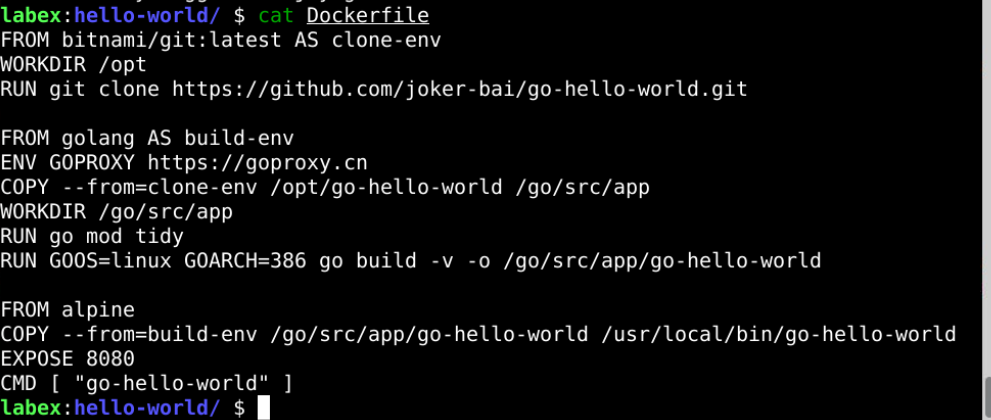 labex:hello-world/ $ cat Dockerfile
FROM bitnami/git:latest AS clone-env
WORKDIR /opt
RUN git clone https://github.com/joker-bai/go-hello-world.git
FROM golang AS build-env
ENV GOPROXY https://goproxy.cn
COPY --from=clone-env /opt/go-hello-world /go/src/app
WORKDIR /go/src/app
RUN go mod tidy
RUN GOOS=linux GOARCH=386 go build -v -o /go/src/app/go-hello-world
FROM alpine
COPY --from=build-env /go/src/app/go-hello-world /usr/local/bin/go-hello-world
EXPOSE 8080
CMD [ "go-hello-world" ]
labex:hello-world/ $